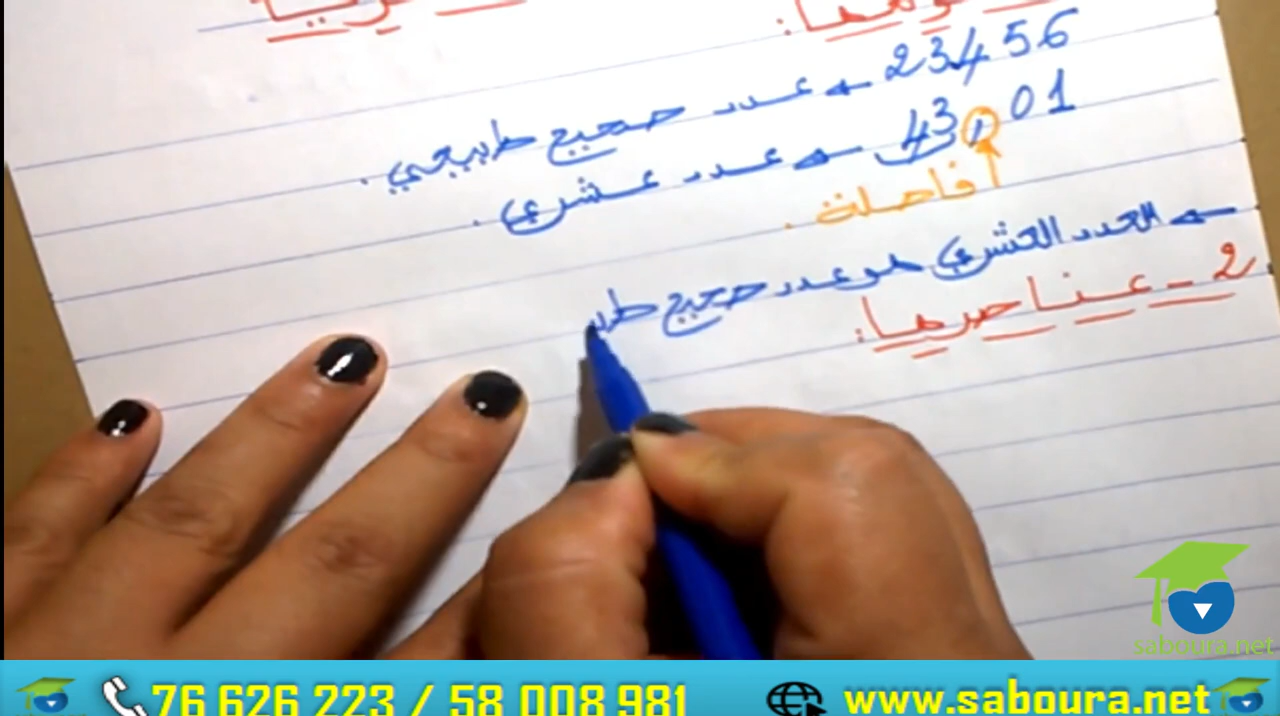 23456 ← عدد صحيح طبيعي .
43,01 ← عدد عشري .
فاصلة .
← العدد العشري هو عدد صحيح طبـ
2 - عناصرها :
saboura.net
76 626 223 / 58 008 981
www.saboura.net